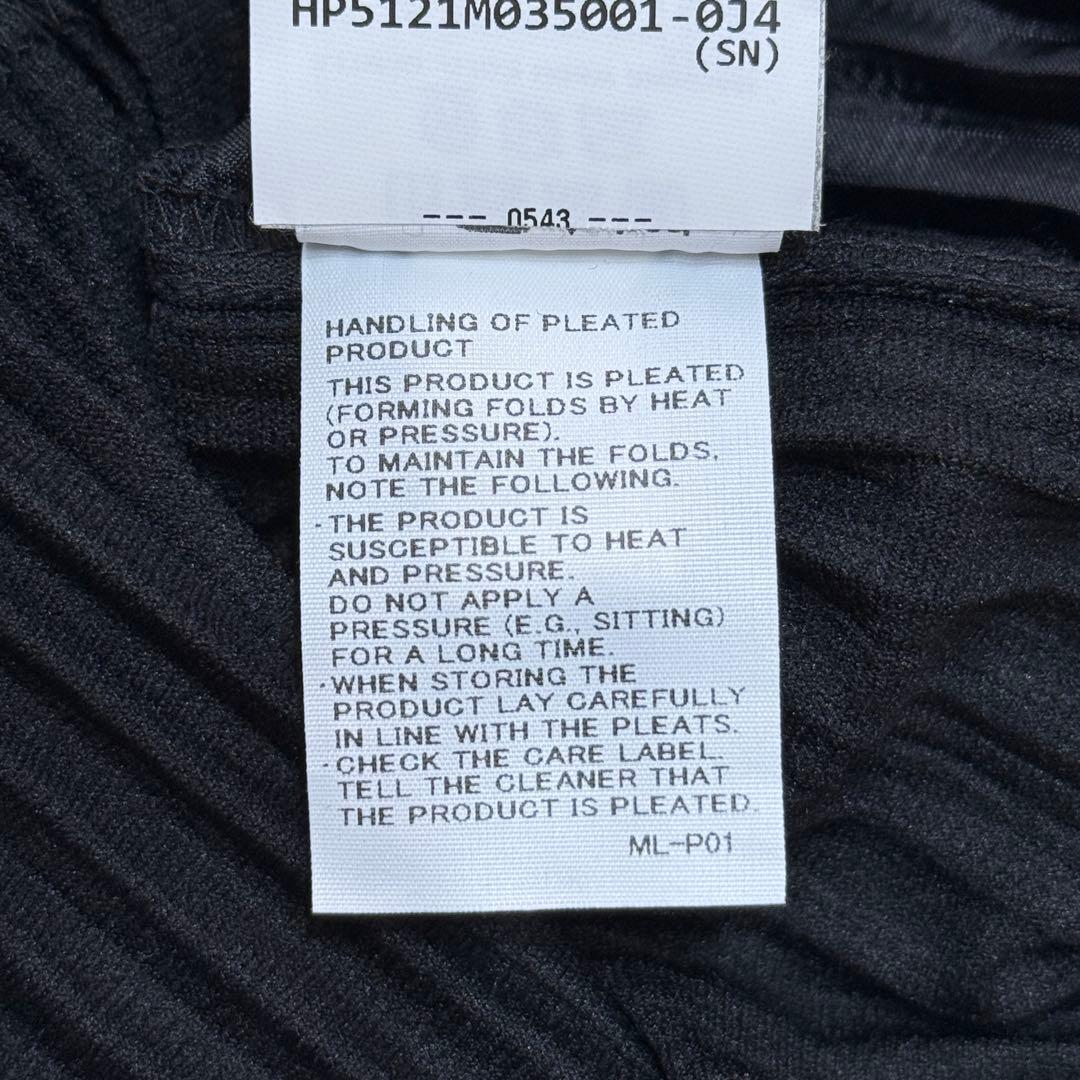 HP5121M035001-0J4
(SN)
--- 0543 ---
HANDLING OF PLEATED
PRODUCT
THIS PRODUCT IS PLEATED
(FORMING FOLDS BY HEAT
OR PRESSURE).
TO MAINTAIN THE FOLDS,
NOTE THE FOLLOWING.
·THE PRODUCT IS
SUSCEPTIBLE TO HEAT
AND PRESSURE.
DO NOT APPLY A
PRESSURE (E.G., SITTING)
FOR A LONG TIME.
·WHEN STORING THE
PRODUCT LAY CAREFULLY
IN LINE WITH THE PLEATS.
·CHECK THE CARE LABEL.
TELL THE CLEANER THAT
THE PRODUCT IS PLEATED.
ML-P01